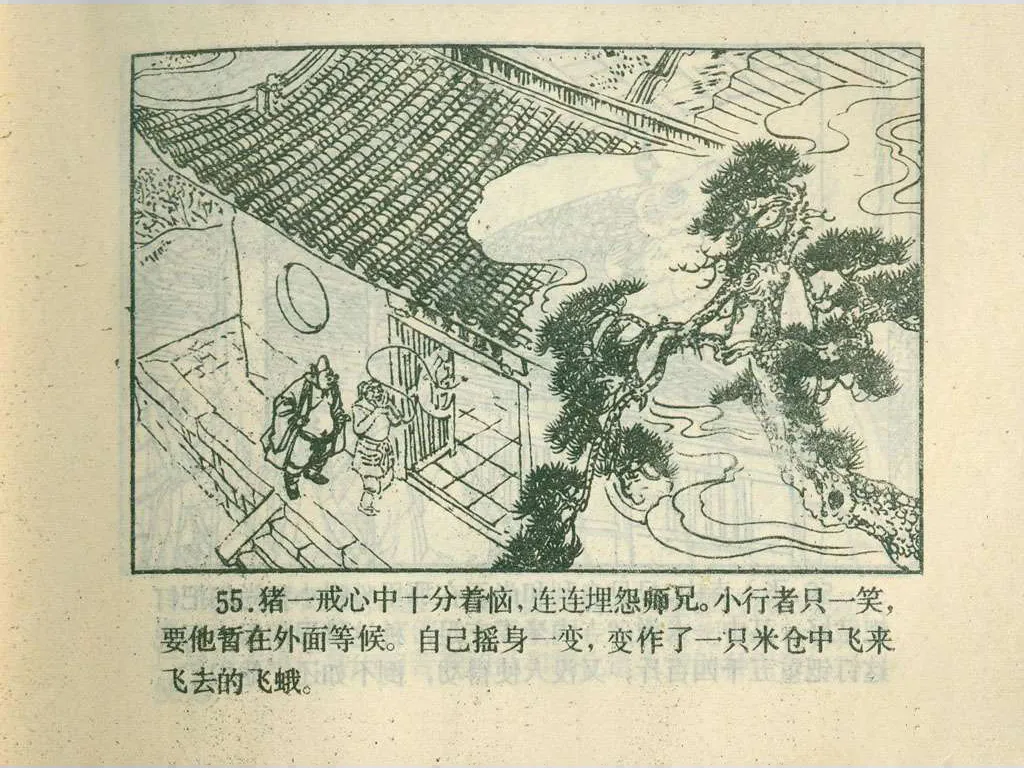 55.猪一戒心中十分着恼，连连埋怨师兄。小行者只一笑，
要他暂在外面等候。自己摇身一变，变作了一只米仓中飞来
飞去的飞蛾。